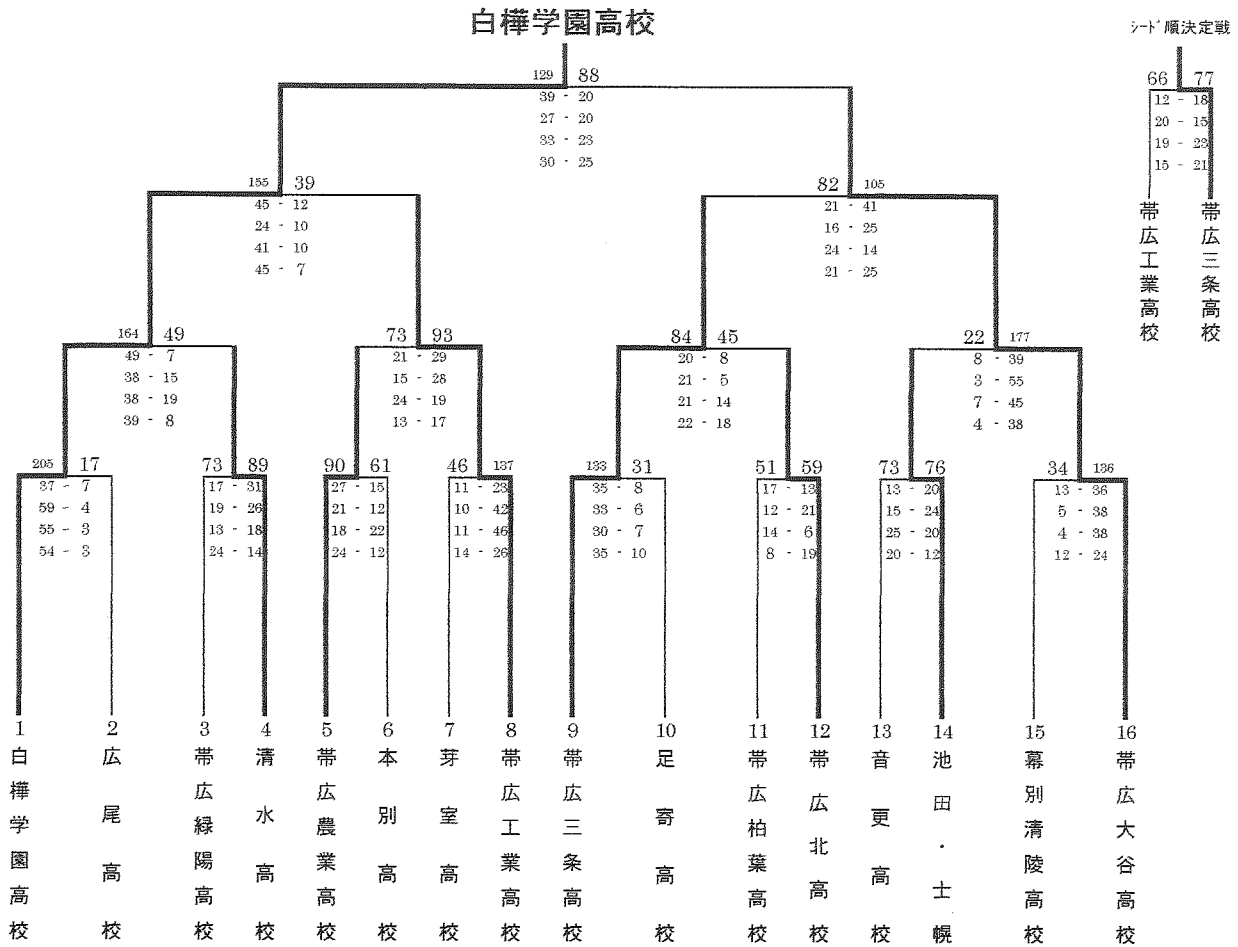 白樺学園高校
シード順決定戦
129 88
39 - 20
27 - 20
33 - 23
30 - 25
66 77
12 - 18
20 - 15
19 - 23
15 - 21
帯広工業高校
帯広三条高校
155 39
45 - 12
24 - 10
41 - 10
45 - 7
82 105
21 - 41
16 - 25
24 - 14
21 - 25
164 49
49 - 7
38 - 15
38 - 19
39 - 8
73 93
21 - 29
15 - 28
24 - 19
13 - 17
84 45
20 - 8
21 - 5
21 - 14
22 - 18
22 177
8 - 39
3 - 55
7 - 45
4 - 38
205 17
37 - 7
59 - 4
55 - 3
54 - 3
73 89
17 - 31
19 - 26
13 - 18
24 - 14
90 61
27 - 15
21 - 12
18 - 22
24 - 12
46 137
11 - 23
10 - 42
11 - 46
14 - 26
133 31
35 - 8
33 - 6
30 - 7
35 - 10
51 59
17 - 13
12 - 21
14 - 6
8 - 19
73 76
13 - 20
15 - 24
25 - 20
20 - 12
34 136
13 - 36
5 - 38
4 - 38
12 - 24
1 白樺学園高校
2 広尾高校
3 帯広緑陽高校
4 清水高校
5 帯広農業高校
6 本別高校
7 芽室高校
8 帯広工業高校
9 帯広三条高校
10 足寄高校
11 帯広柏葉高校
12 帯広北高校
13 音更高校
14 池田・士幌
15 幕別清陵高校
16 帯広大谷高校